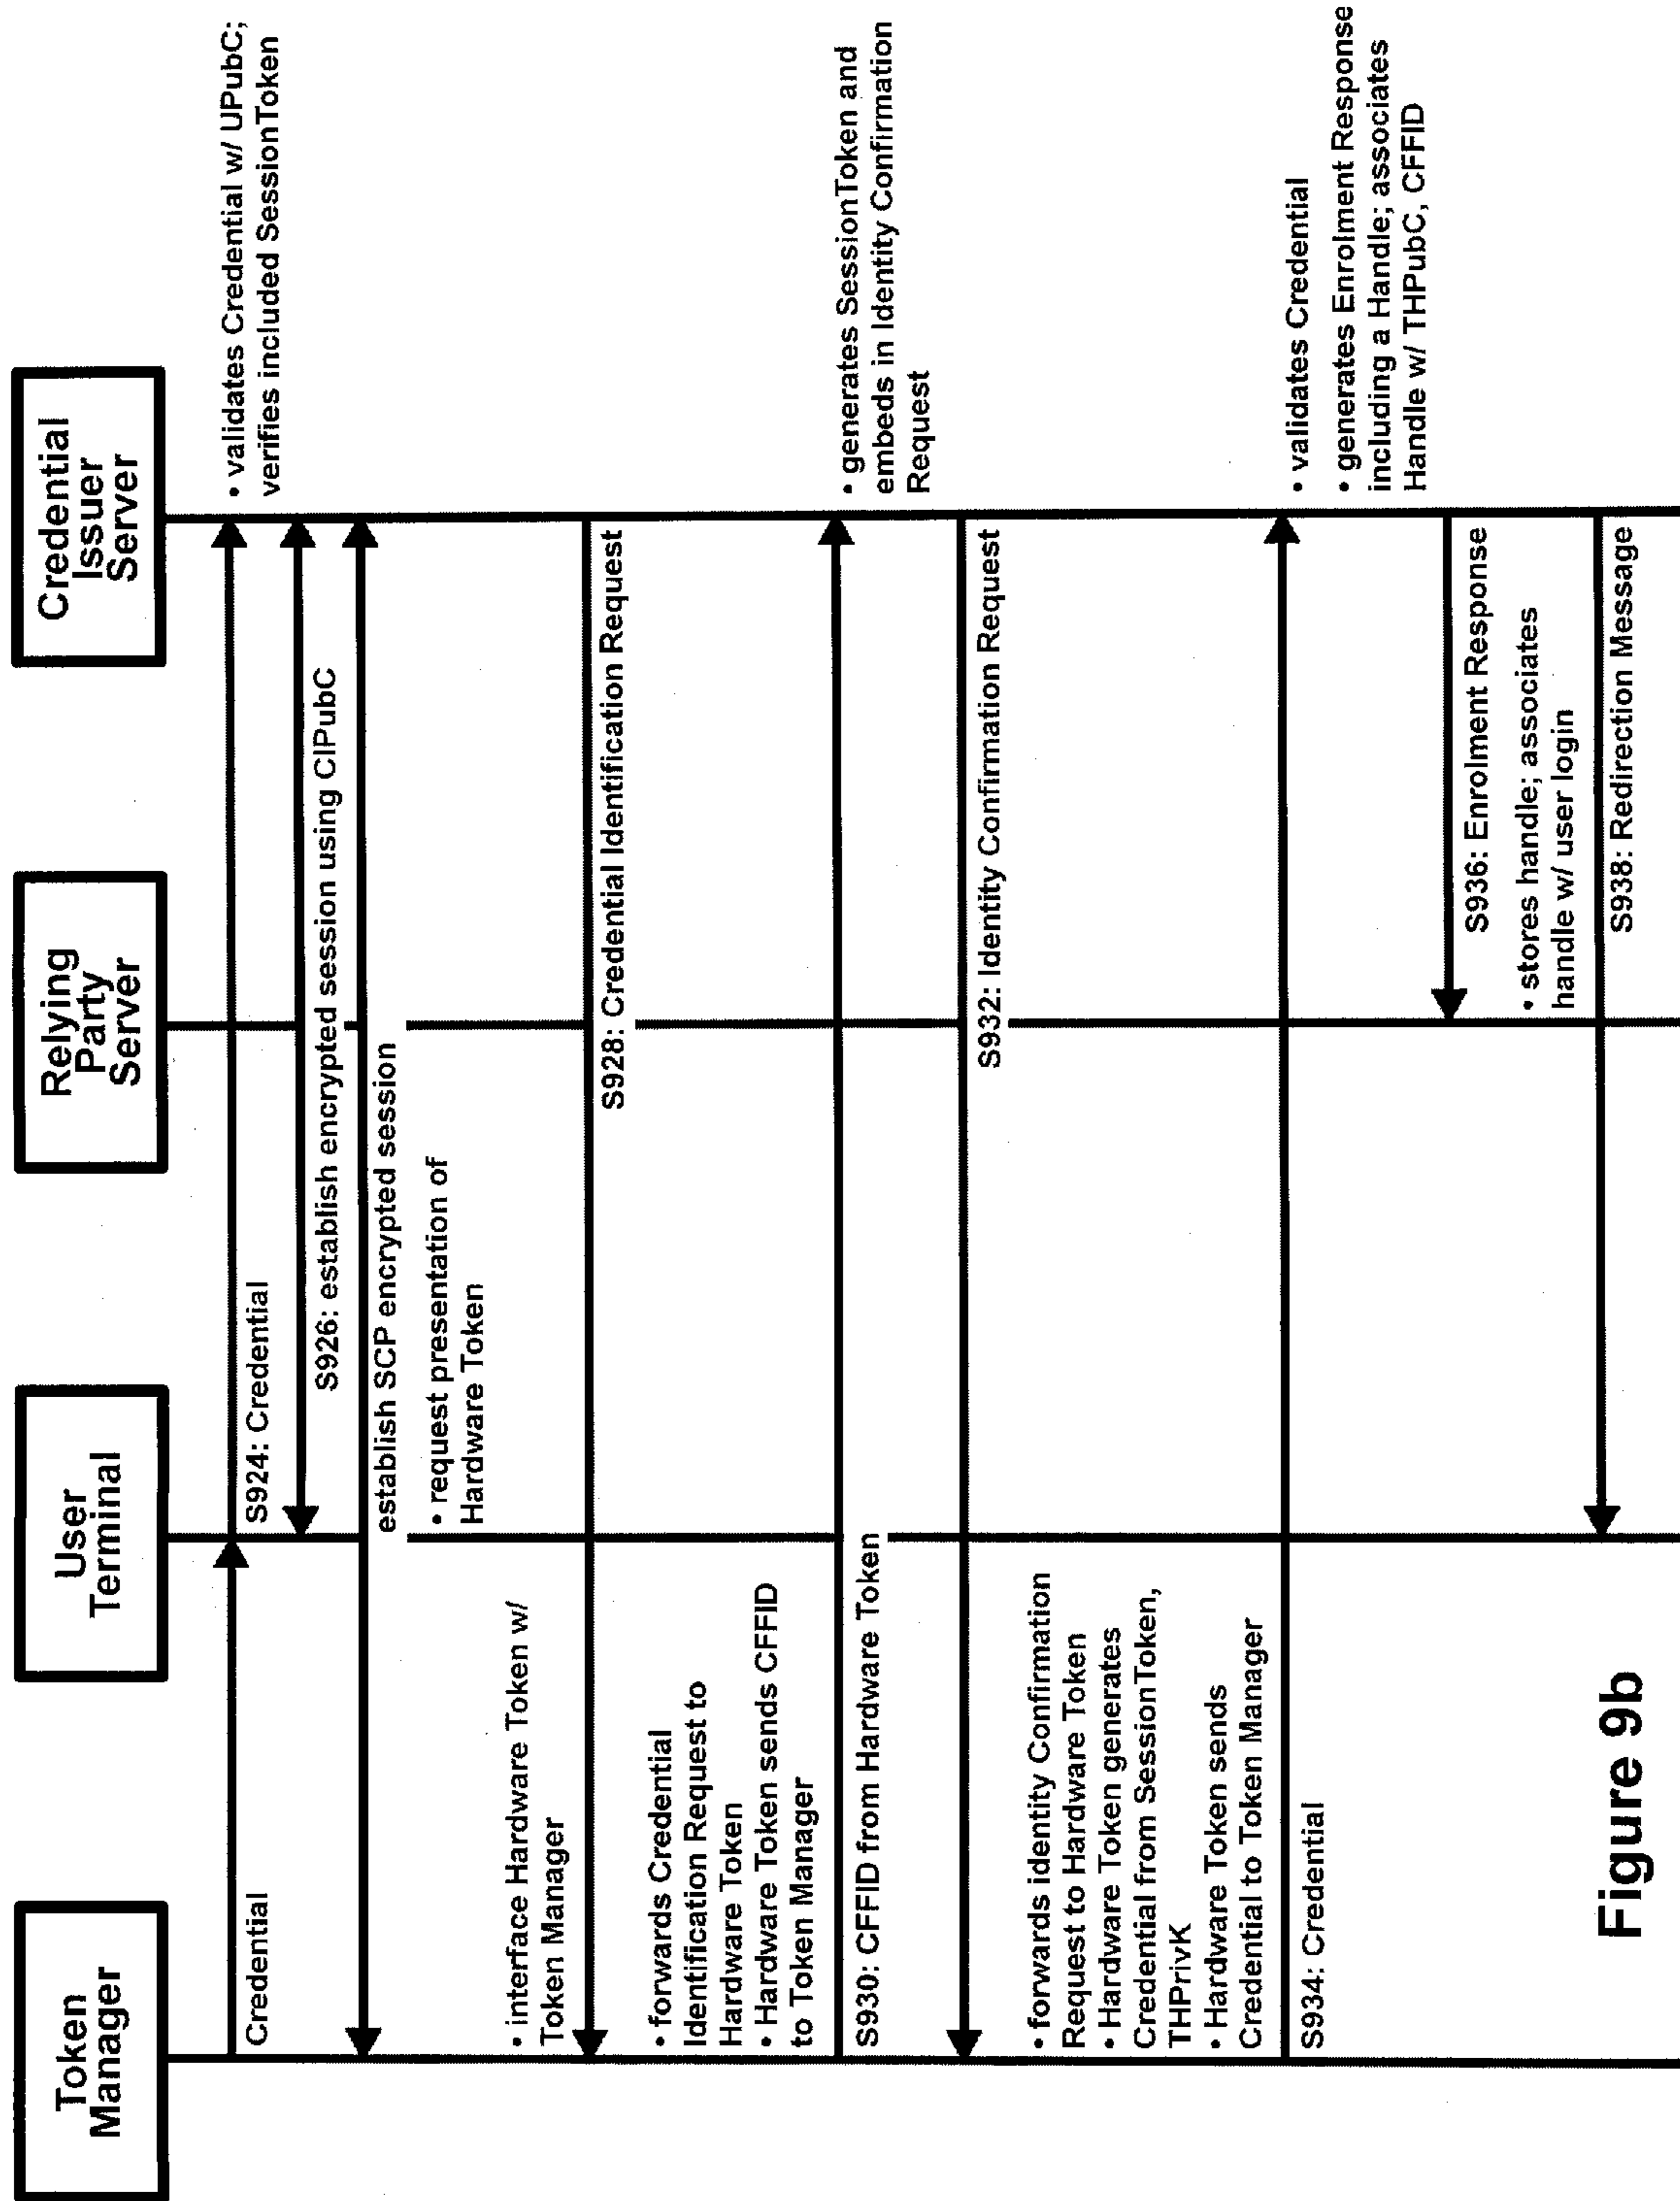 Token
Manager
User
Terminal
Relying
Party
Server
Credential
Issuer
Server
Credential
S924: Credential
• validates Credential w/ UPubC;
verifies included SessionToken
S926: establish encrypted session using CIPubC
establish SCP encrypted session
• request presentation of
Hardware Token
• interface Hardware Token w/
Token Manager
S928: Credential Identification Request
• forwards Credential
Identification Request to
Hardware Token
• Hardware Token sends CFFID
to Token Manager
S930: CFFID from Hardware Token
• generates SessionToken and
embeds in Identity Confirmation
Request
S932: Identity Confirmation Request
• forwards identity Confirmation
Request to Hardware Token
• Hardware Token generates
Credential from SessionToken,
THPrivK
• Hardware Token sends
Credential to Token Manager
S934: Credential
• validates Credential
• generates Enrolment Response
including a Handle; associates
Handle w/ THPubC, CFFID
S936: Enrolment Response
• stores handle; associates
handle w/ user login
S938: Redirection Message
Figure 9b